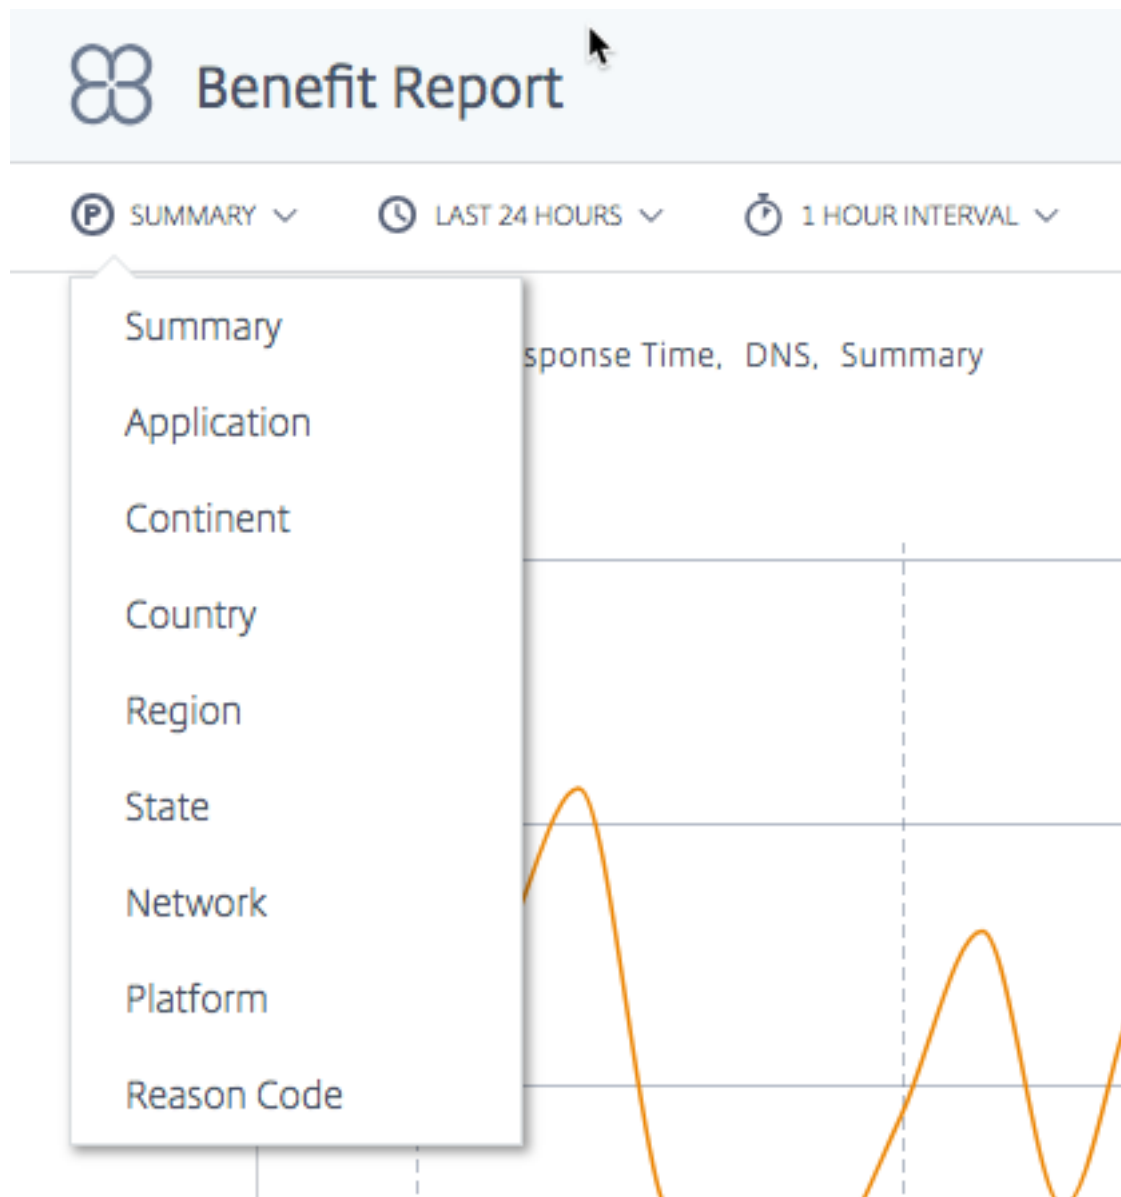 Benefit Report
P SUMMARY LAST 24 HOURS 1 HOUR INTERVAL
Summary
Time, DNS, Summary
Application
Continent
Country
Region
State
Network
Platform
Reason Code